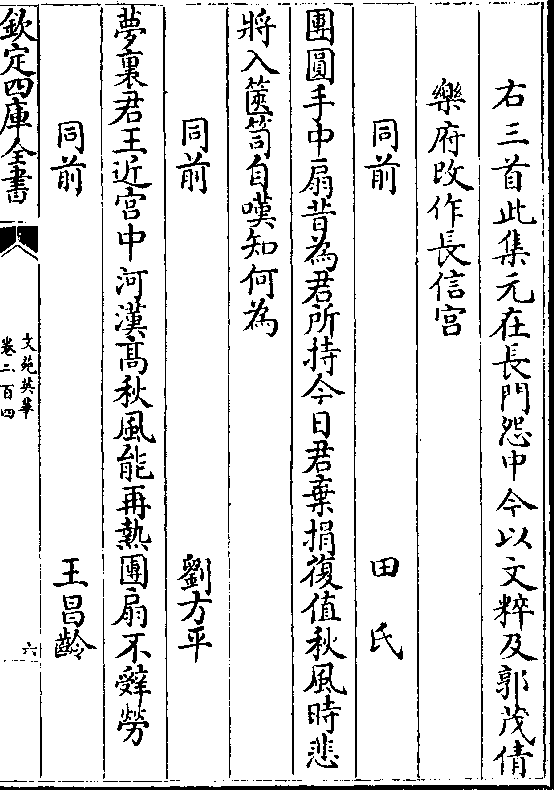 右三首此集元在長門怨中今以文粹及郭茂倩
樂府改作長信宮
同前 田氏
團圓手中扇昔為君所持今日君棄捐復值秋風時悲
將入篋笥自嘆知何為
同前 劉方平
夢裏君王近宮中河漢髙秋風能再熱團扇不辭勞
同前 王昌齡
欽定四庫全書
文苑英華
卷二百四
六